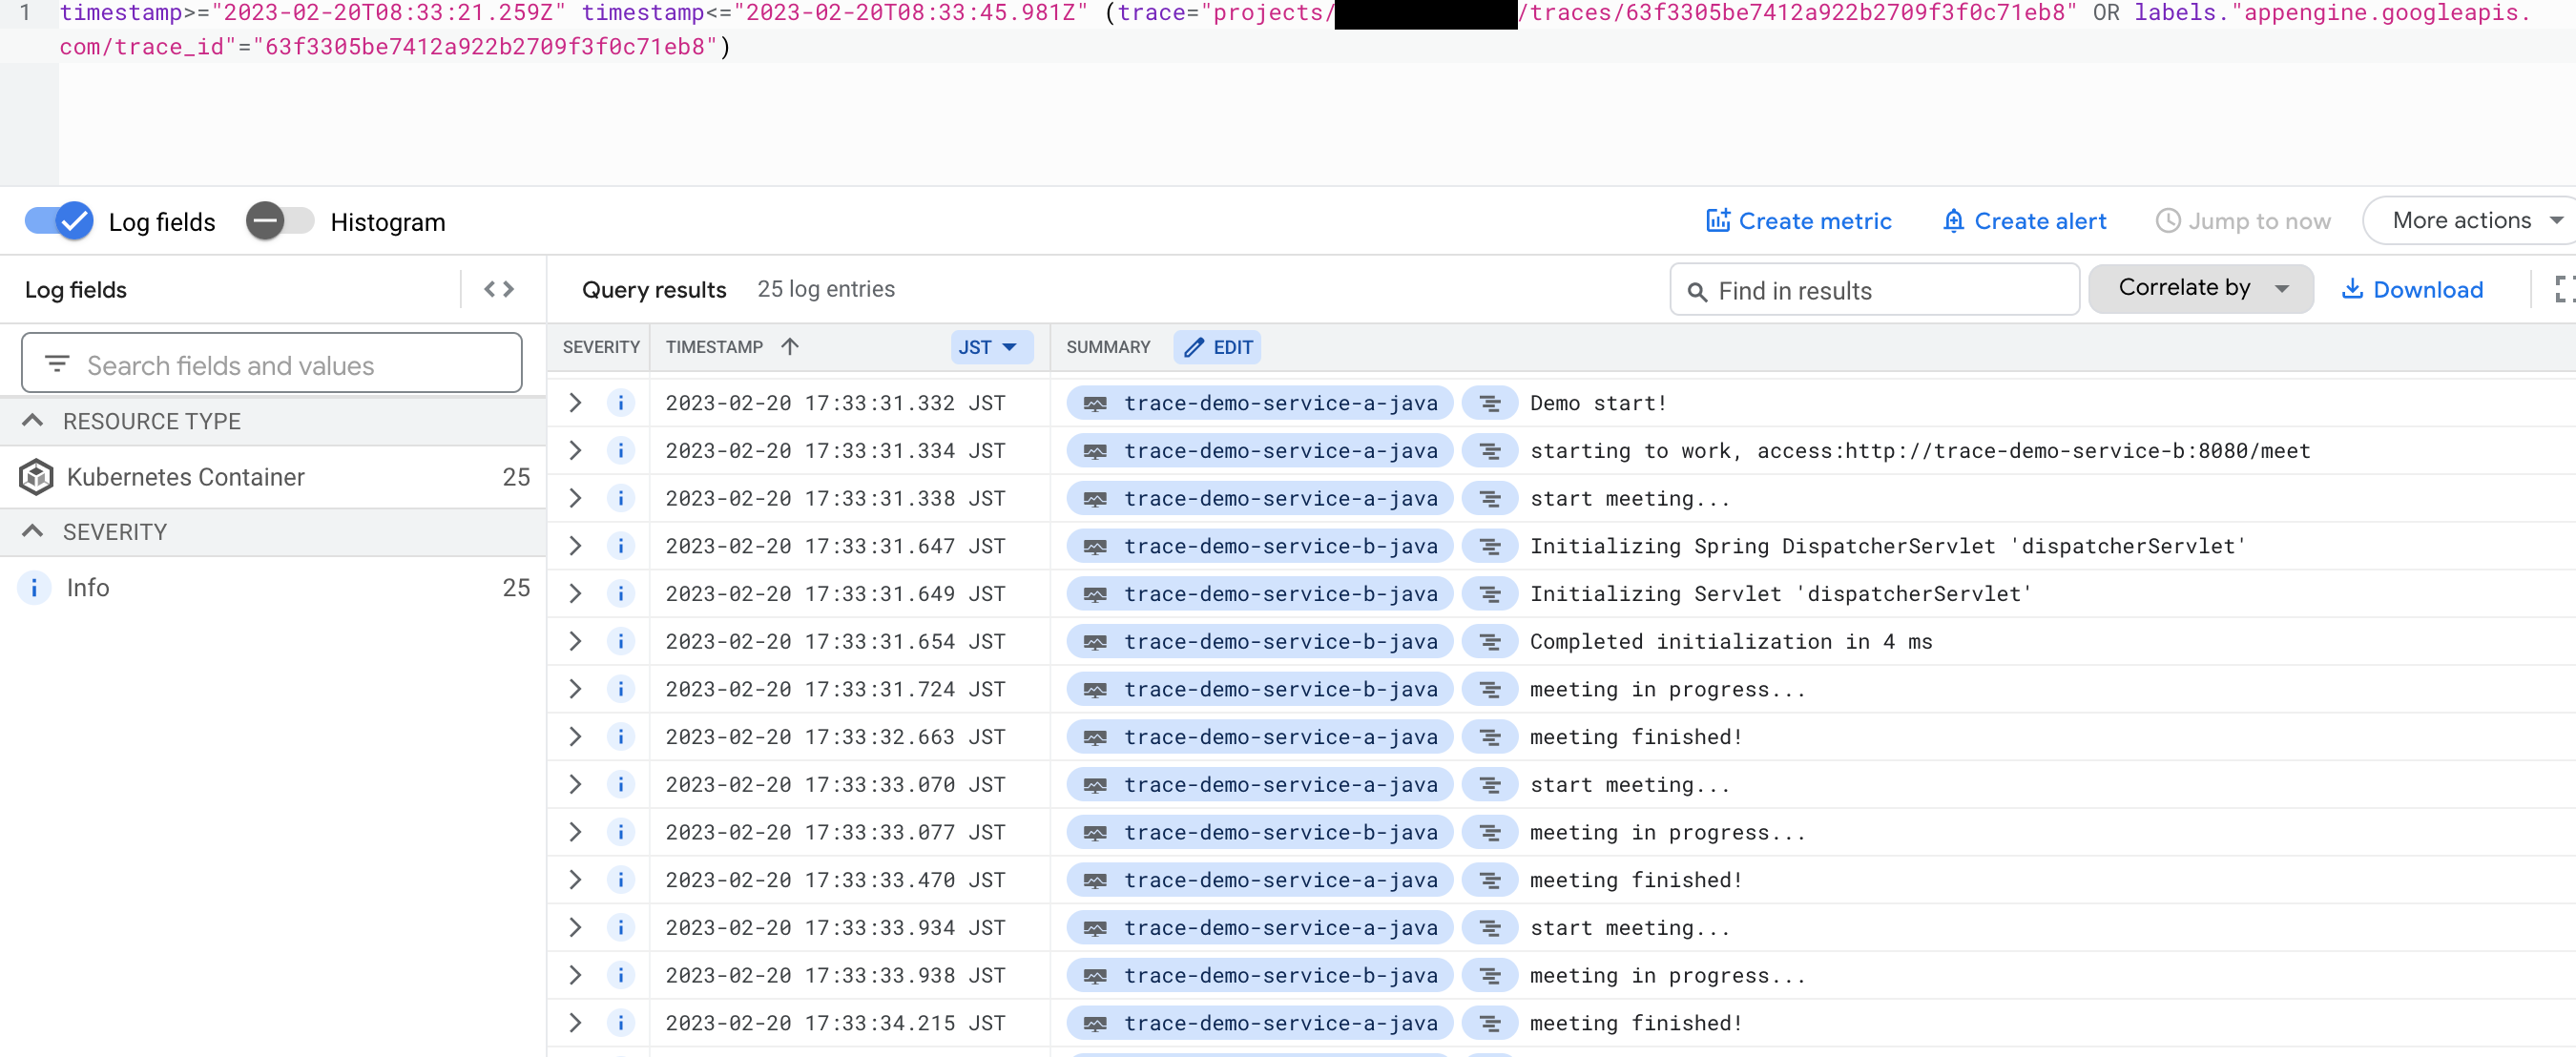 1 timestamp>="2023-02-20T08:33:21.259Z" timestamp<="2023-02-20T08:33:45.981Z" (trace="projects/ /traces/63f3305be7412a922b2709f3f0c71eb8" OR labels."appengine.googleapis.
com/trace_id"="63f3305be7412a922b2709f3f0c71eb8")
Log fields Histogram Create metric Create alert Jump to now More actions
Log fields Query results 25 log entries Find in results Correlate by Download
Search fields and values SEVERITY TIMESTAMP JST SUMMARY EDIT
RESOURCE TYPE
Kubernetes Container 25
SEVERITY
Info 25
2023-02-20 17:33:31.332 JST trace-demo-service-a-java Demo start!
2023-02-20 17:33:31.334 JST trace-demo-service-a-java starting to work, access:http://trace-demo-service-b:8080/meet
2023-02-20 17:33:31.338 JST trace-demo-service-a-java start meeting...
2023-02-20 17:33:31.647 JST trace-demo-service-b-java Initializing Spring DispatcherServlet 'dispatcherServlet'
2023-02-20 17:33:31.649 JST trace-demo-service-b-java Initializing Servlet 'dispatcherServlet'
2023-02-20 17:33:31.654 JST trace-demo-service-b-java Completed initialization in 4 ms
2023-02-20 17:33:31.724 JST trace-demo-service-b-java meeting in progress...
2023-02-20 17:33:32.663 JST trace-demo-service-a-java meeting finished!
2023-02-20 17:33:33.070 JST trace-demo-service-a-java start meeting...
2023-02-20 17:33:33.077 JST trace-demo-service-b-java meeting in progress...
2023-02-20 17:33:33.470 JST trace-demo-service-a-java meeting finished!
2023-02-20 17:33:33.934 JST trace-demo-service-a-java start meeting...
2023-02-20 17:33:33.938 JST trace-demo-service-b-java meeting in progress...
2023-02-20 17:33:34.215 JST trace-demo-service-a-java meeting finished!